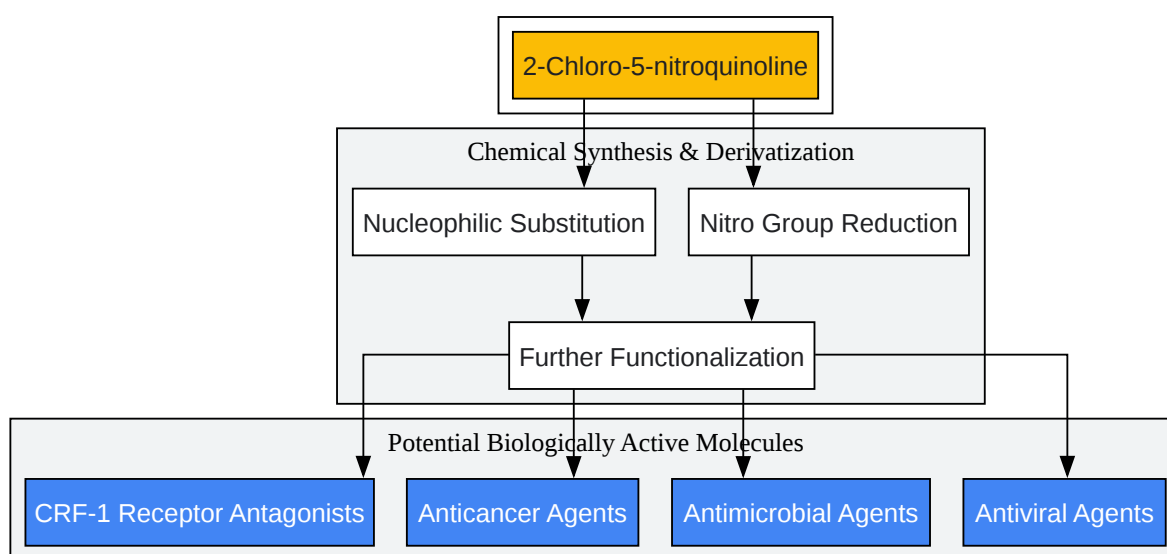 2-Chloro-5-nitroquinoline
Chemical Synthesis & Derivatization
Nucleophilic Substitution
Nitro Group Reduction
Further Functionalization
Potential Biologically Active Molecules
CRF-1 Receptor Antagonists
Anticancer Agents
Antimicrobial Agents
Antiviral Agents